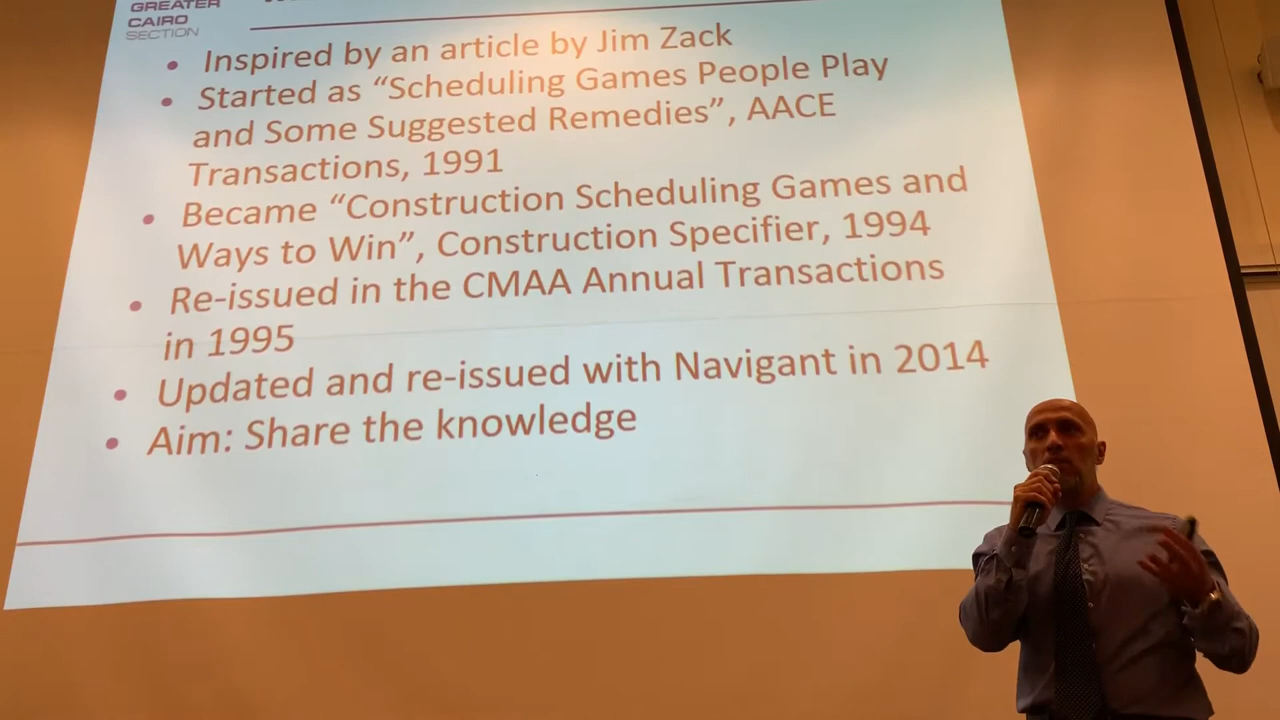 GREATER
CAIRO
SECTION
• Inspired by an article by Jim Zack
• Started as “Scheduling Games People Play
and Some Suggested Remedies”, AACE
Transactions, 1991
• Became “Construction Scheduling Games and
Ways to Win”, Construction Specifier, 1994
• Re-issued in the CMAA Annual Transactions
in 1995
• Updated and re-issued with Navigant in 2014
• Aim: Share the knowledge